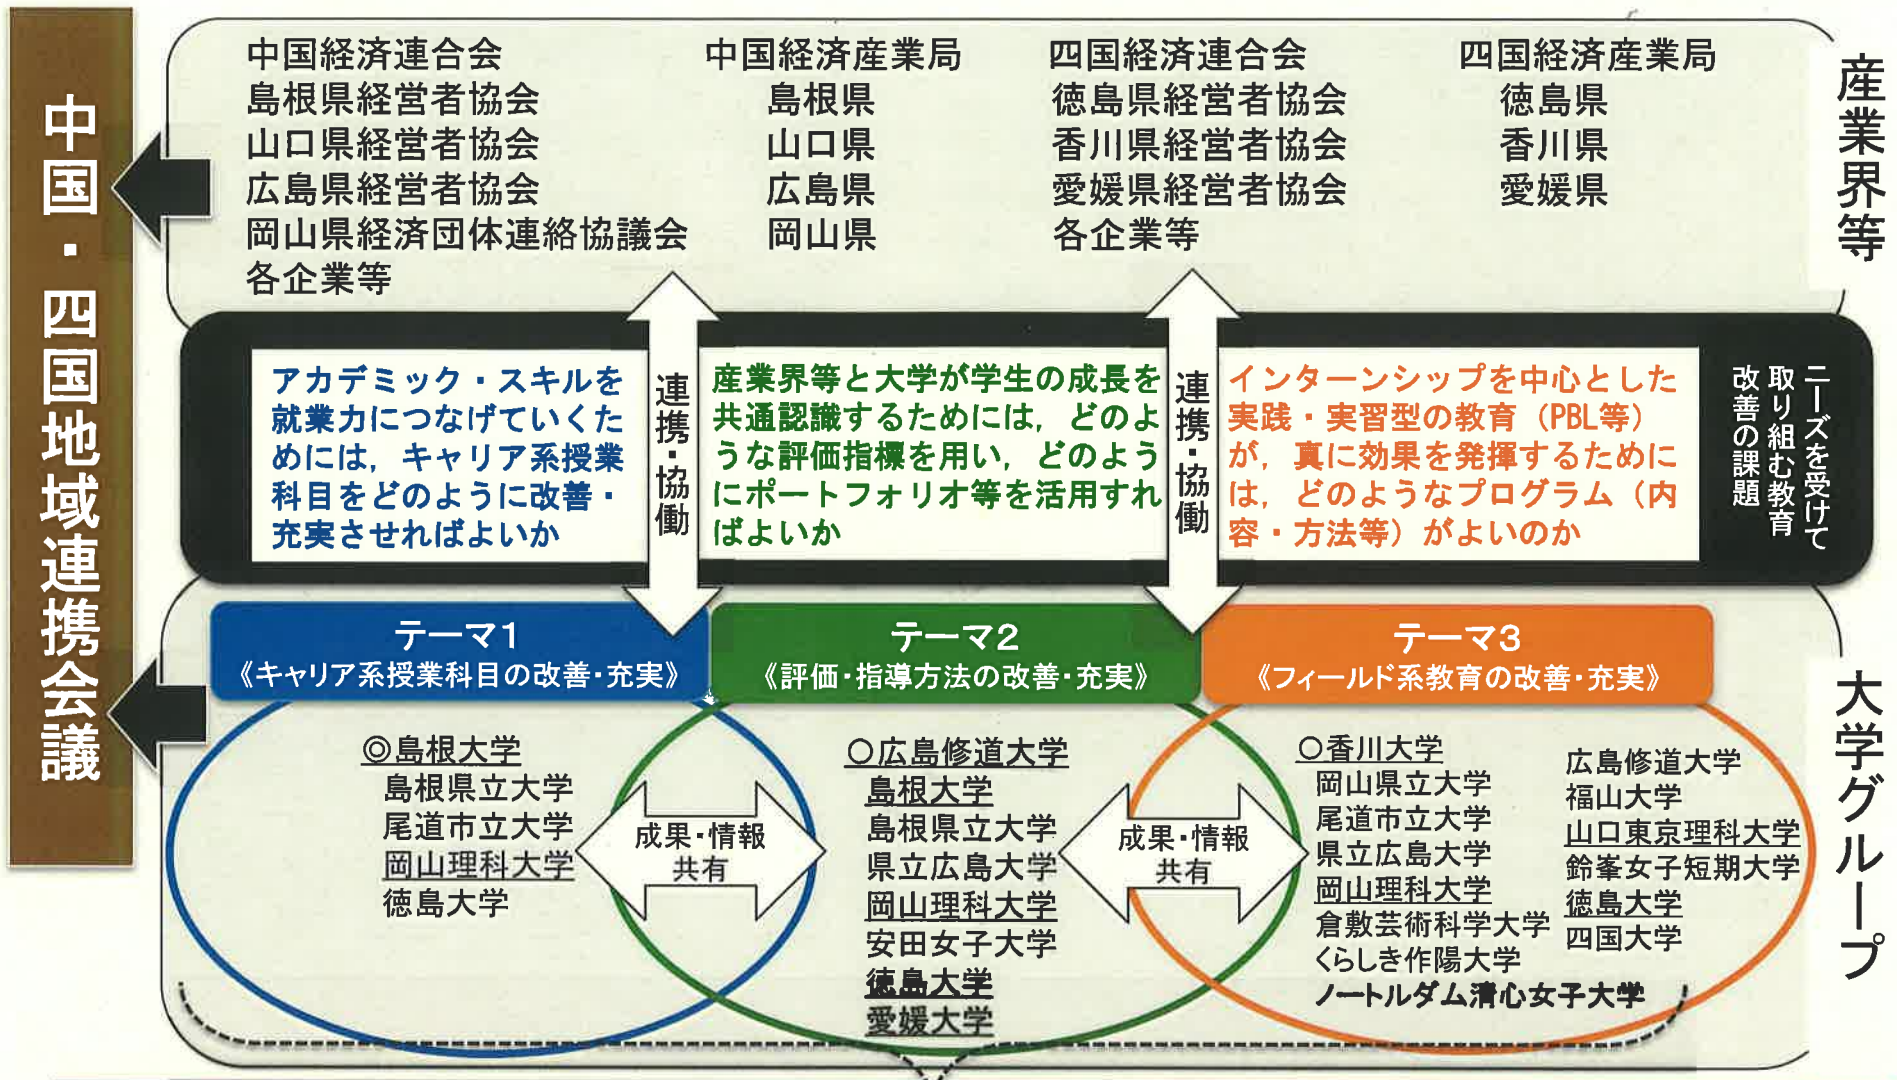 中国・四国地域連携会議
産業界等
中国経済連合会
島根県経営者協会
山口県経営者協会
広島県経営者協会
岡山県経済団体連絡協議会
各企業等
中国経済産業局
島根県
山口県
広島県
岡山県
四国経済連合会
徳島県経営者協会
香川県経営者協会
愛媛県経営者協会
各企業等
四国経済産業局
徳島県
香川県
愛媛県
ニーズを受けて
取り組む教育
改善の課題
アカデミック・スキルを
就業力につなげていくた
めには，キャリア系授業
科目をどのように改善・
充実させればよいか
連携・協働
産業界等と大学が学生の成長を
共通認識するためには，どのよ
うな評価指標を用い，どのよう
にポートフォリオ等を活用すれ
ばよいか
連携・協働
インターンシップを中心とした
実践・実習型の教育（PBL等）
が，真に効果を発揮するために
は，どのようなプログラム（内
容・方法等）がよいのか
大学グループ
テーマ1
《キャリア系授業科目の改善・充実》
◎島根大学
島根県立大学
尾道市立大学
岡山理科大学
徳島大学
成果・情報
共有
テーマ2
《評価・指導方法の改善・充実》
○広島修道大学
島根大学
島根県立大学
県立広島大学
岡山理科大学
安田女子大学
徳島大学
愛媛大学
成果・情報
共有
テーマ3
《フィールド系教育の改善・充実》
○香川大学
岡山県立大学
尾道市立大学
県立広島大学
岡山理科大学
倉敷芸術科学大学
くらしき作陽大学
ノートルダム清心女子大学
広島修道大学
福山大学
山口東京理科大学
鈴峯女子短期大学
徳島大学
四国大学